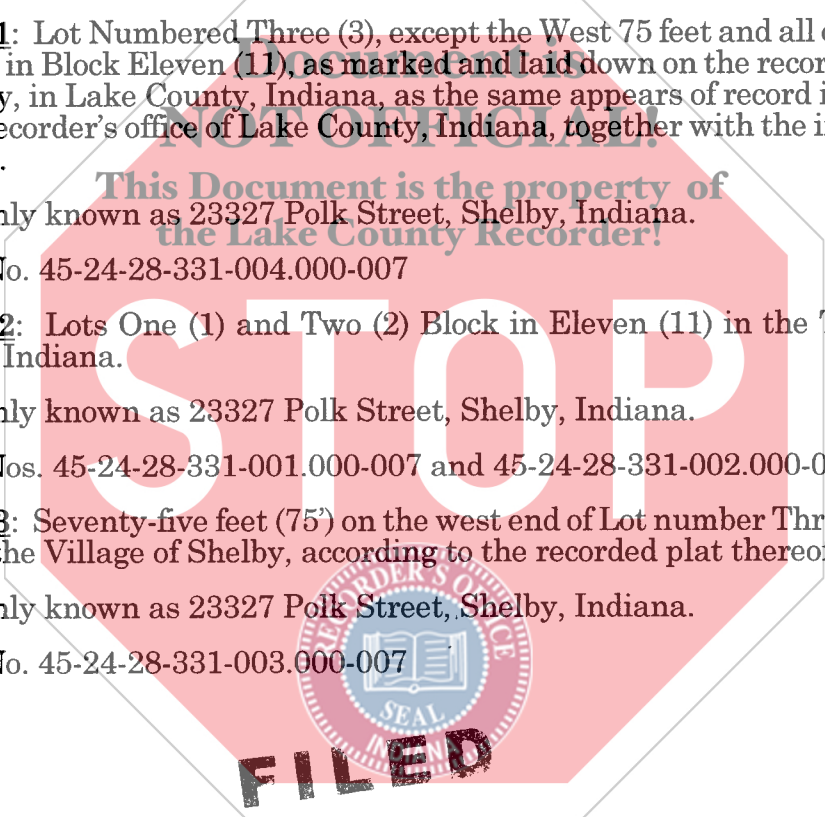 1: Lot Numbered Three (3), except the West 75 feet and all
in Block Eleven (11), as marked and laid down on the recor
y, in Lake County, Indiana, as the same appears of record i
ecorder's office of Lake County, Indiana, together with the i
.
Document is
NOT OFFICIAL!
This Document is the property of
the Lake County Recorder!
nly known as 23327 Polk Street, Shelby, Indiana.
No. 45-24-28-331-004.000-007
STOP
2: Lots One (1) and Two (2) Block in Eleven (11) in the T
Indiana.
nly known as 23327 Polk Street, Shelby, Indiana.
Nos. 45-24-28-331-001.000-007 and 45-24-28-331-002.000-0
3: Seventy-five feet (75') on the west end of Lot number Thr
the Village of Shelby, according to the recorded plat thereo
nly known as 23327 Polk Street, Shelby, Indiana.
No. 45-24-28-331-003.000-007
RECORDER'S OFFICE
SEAL
INDIANA
FILED